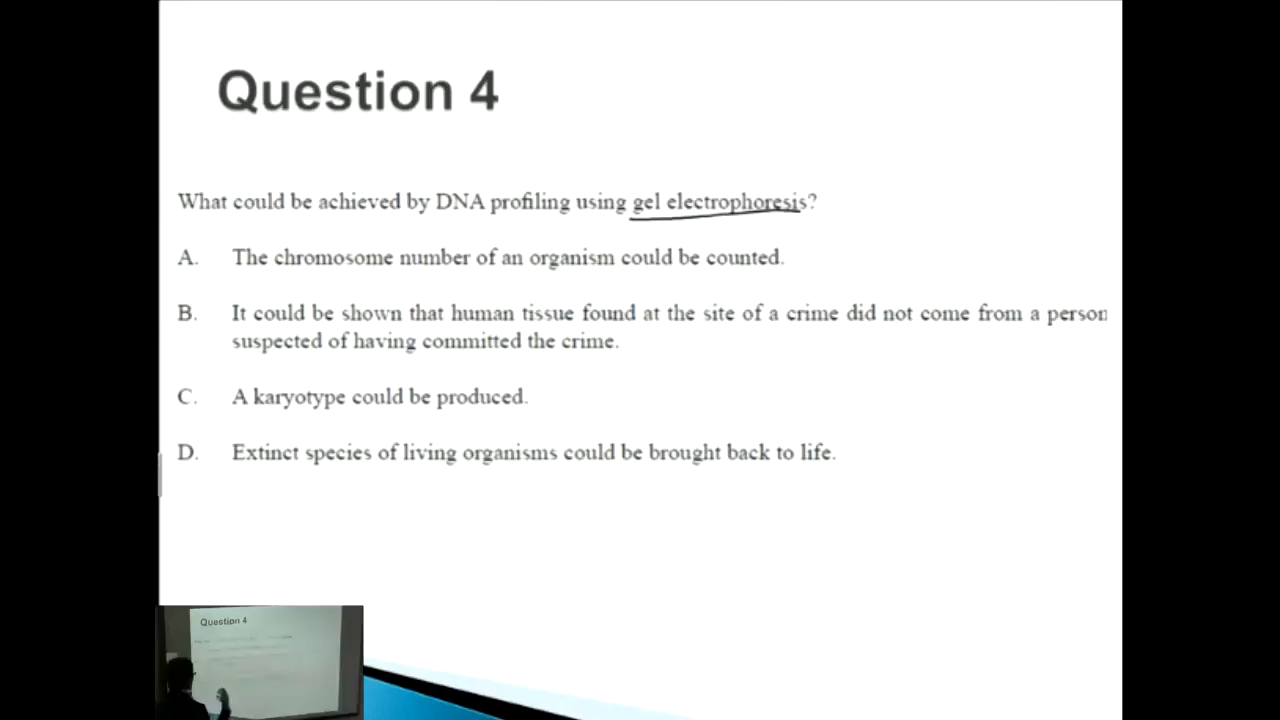 Question 4
What could be achieved by DNA profiling using gel electrophoresis?
A. The chromosome number of an organism could be counted.
B. It could be shown that human tissue found at the site of a crime did not come from a person
suspected of having committed the crime.
C. A karyotype could be produced.
D. Extinct species of living organisms could be brought back to life.
Question 4